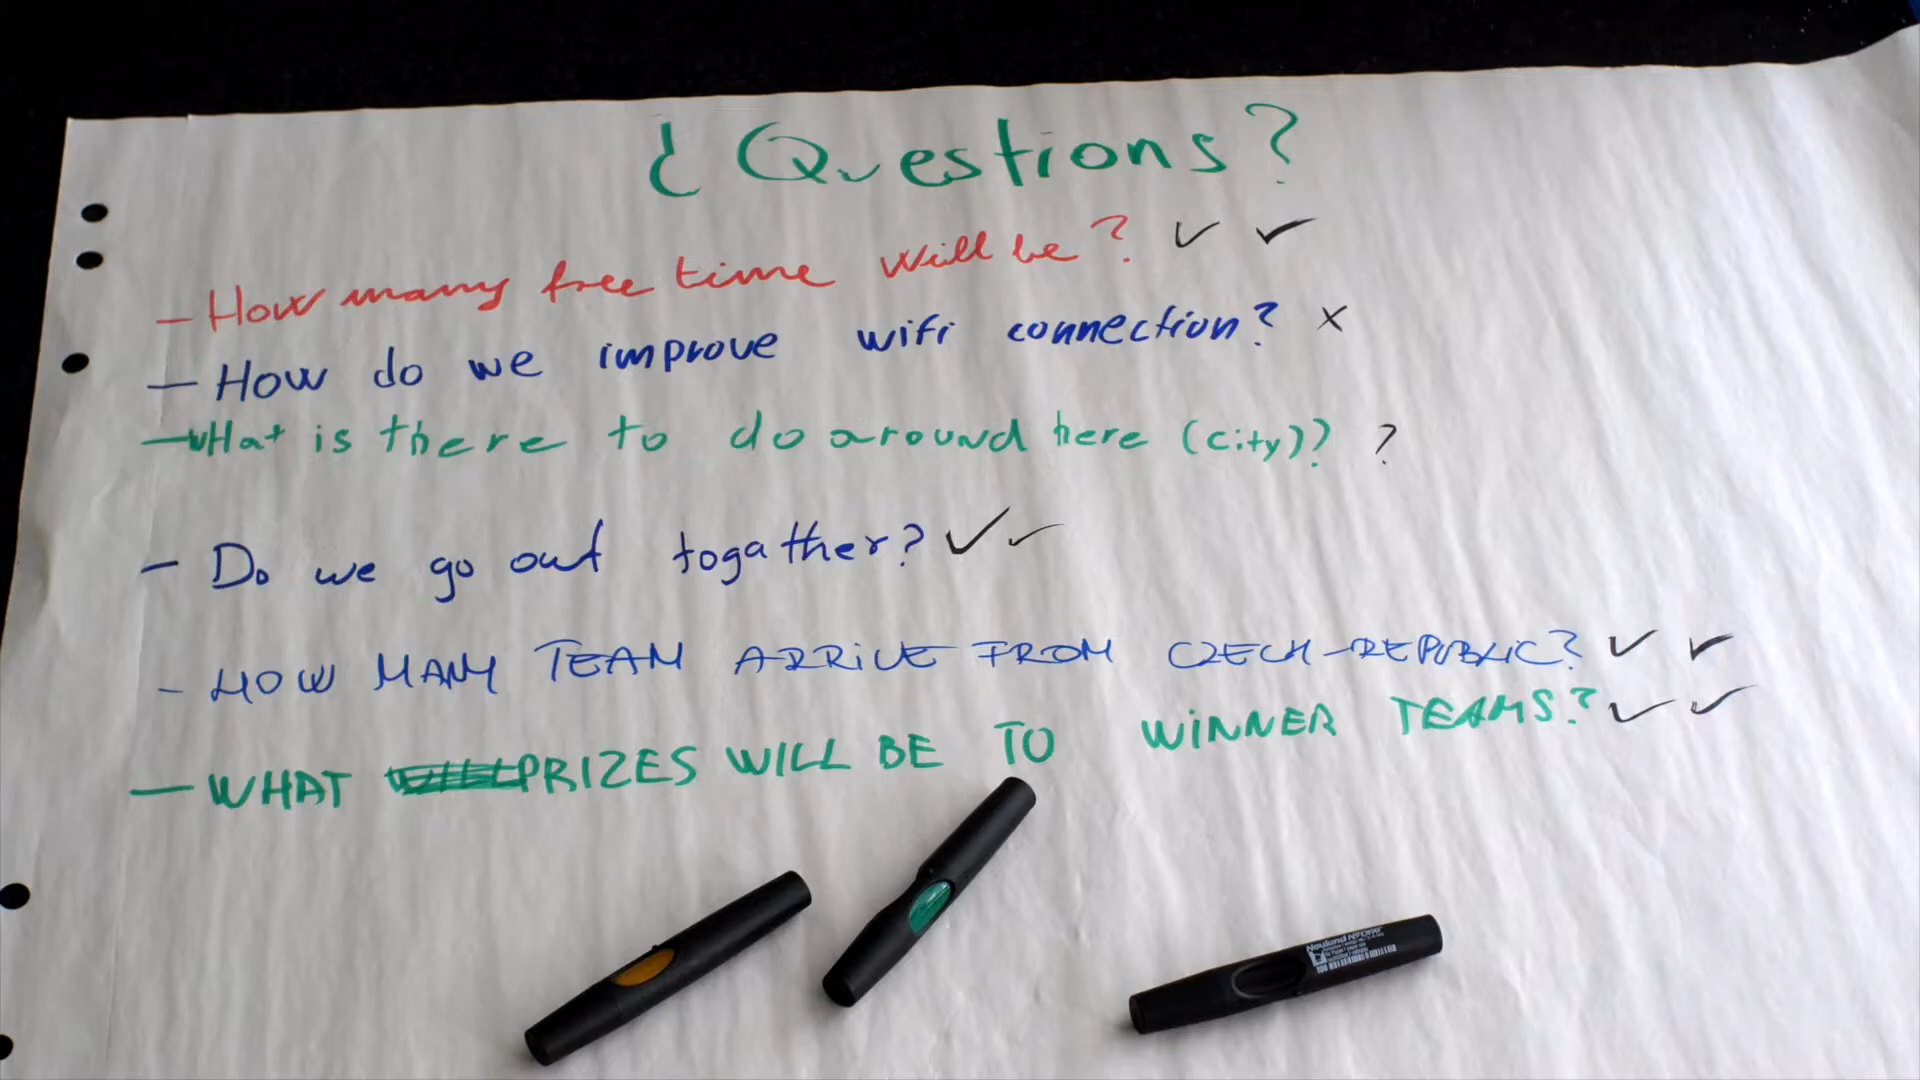 ¿ Questions?
- How many free time will be? ✓ ✓
- How do we improve wifi connection? x
- What is there to do around here (city)? ?
- Do we go out togather? ✓ ✓
- HOW MANY TEAM ARRIVE FROM CZECH-REPUBLIC? ✓ ✓
- WHAT PRIZES WILL BE TO WINNER TEAMS? ✓ ✓
Neuland NºOne